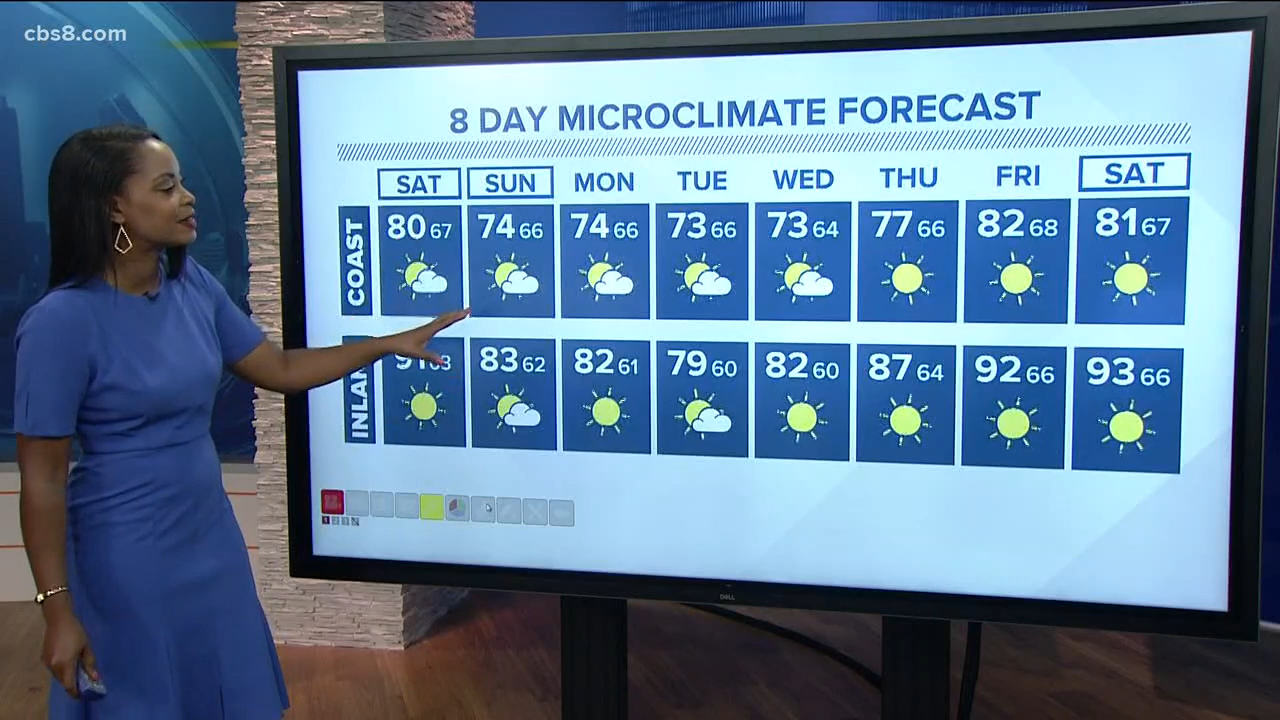 cbs8.com
8 DAY MICROCLIMATE FORECAST
SAT SUN MON TUE WED THU FRI SAT
COAST
80 67 74 66 74 66 73 66 73 64 77 66 82 68 81 67
83 62 82 61 79 60 82 60 87 64 92 66 93 66
DELL